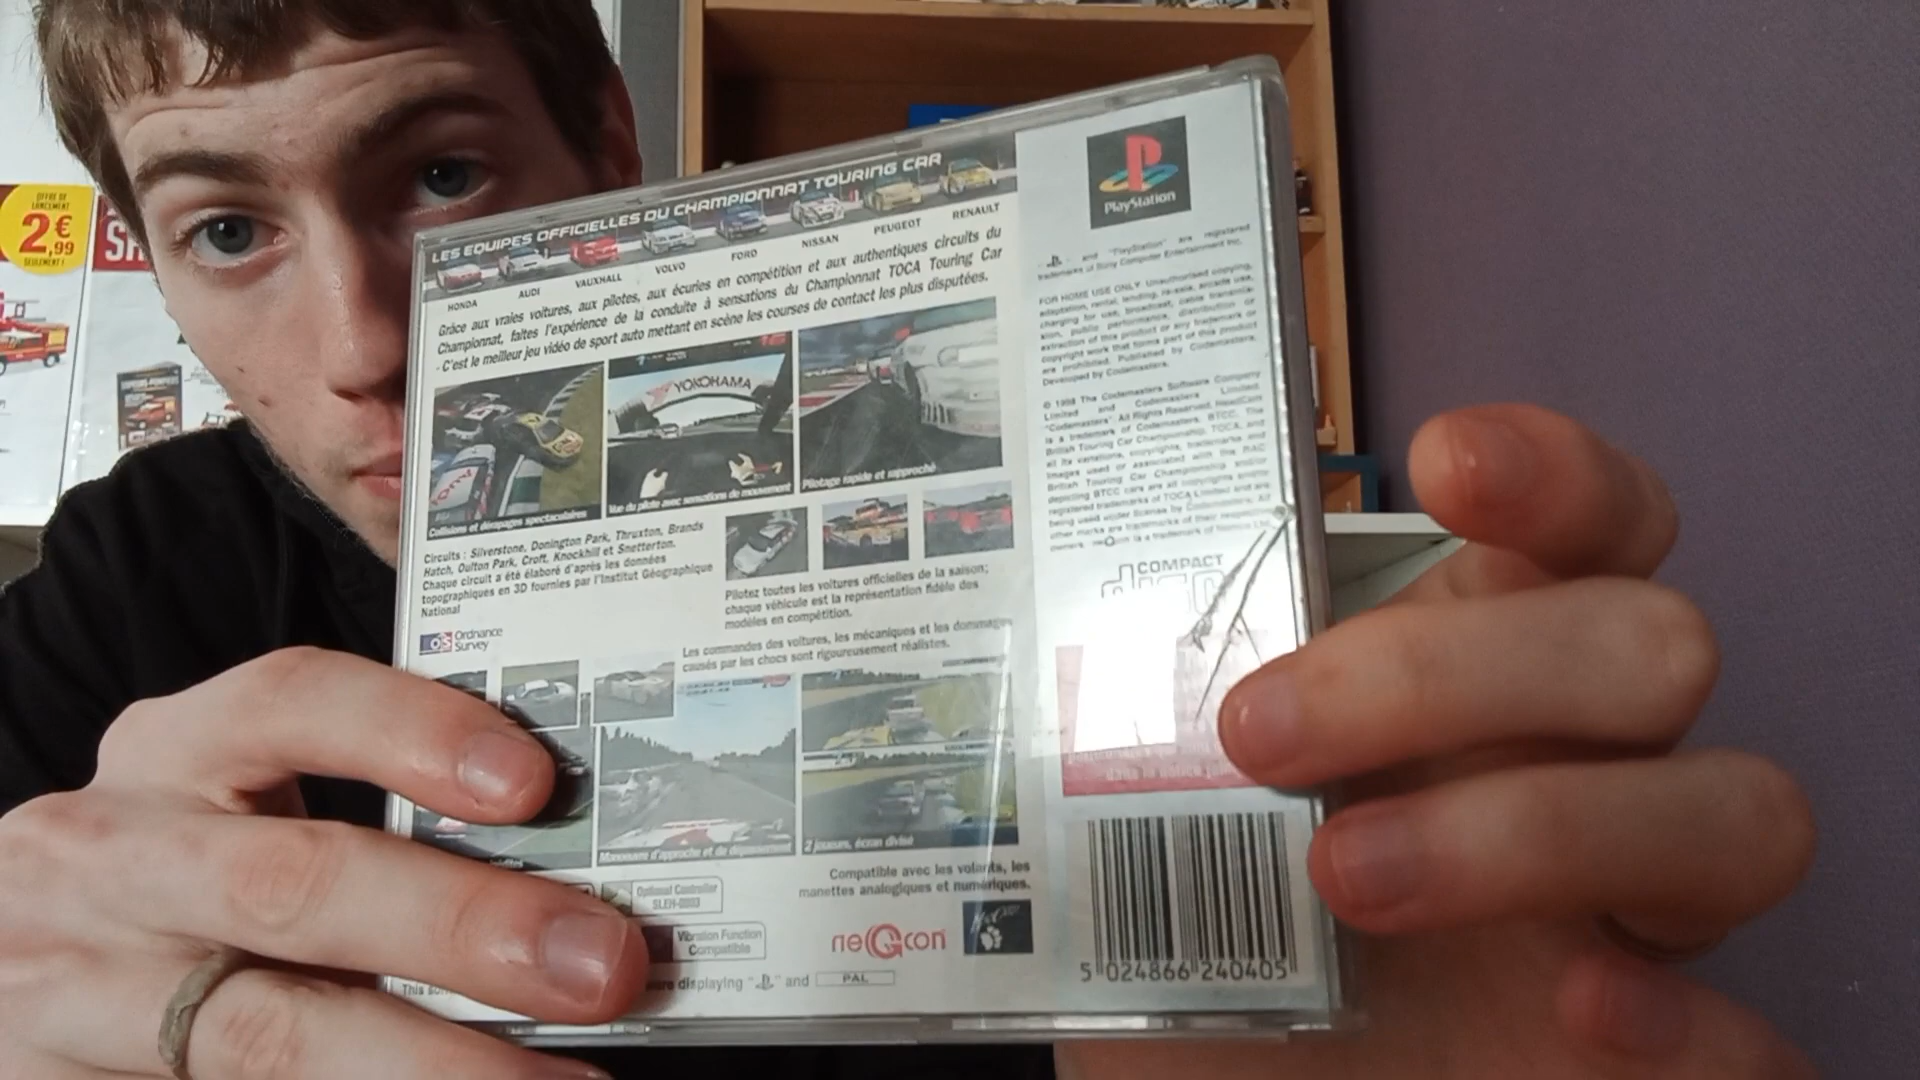 OFFRE DE
LANCEMENT
2€
,99
SEULEMENT !
LES EQUIPES OFFICIELLES DU CHAMPIONNAT TOURING CAR
HONDA AUDI VAUXHALL VOLVO FORD NISSAN PEUGEOT RENAULT
Grâce aux vraies voitures, aux pilotes, aux écuries en compétition et aux authentiques circuits du
Championnat, faites l'expérience de la conduite à sensations du Championnat TOCA Touring Car
- C'est le meilleur jeu vidéo de sport auto mettant en scène les courses de contact les plus disputées.
YOKOHAMA
Collisions et dérapages spectaculaires
Vue du pilote avec sensations de mouvement
Pilotage rapide et rapproché
Circuits : Silverstone, Donington Park, Thruxton, Brands
Hatch, Oulton Park, Croft, Knockhill et Snetterton.
Chaque circuit a été élaboré d'après les données
topographiques en 3D fournies par l'Institut Géographique
National
OS Ordnance
Survey
Pilotez toutes les voitures officielles de la saison;
chaque véhicule est la représentation fidèle des
modèles en compétition.
Les commandes des voitures, les mécaniques et les dommages
causés par les chocs sont rigoureusement réalistes.
Manoeuvre d'approche et de dépassement
2 joueurs, écran divisé
Compatible avec les volants, les
manettes analogiques et numériques.
Optional Controller
SLEH-0003
Vibration Function
Compatible
neGcon
This
displaying " " and PAL
PlayStation
and "PlayStation" are registered
trademarks of Sony Computer Entertainment Inc.
FOR HOME USE ONLY. Unauthorised copying,
adaptation, rental, lending, re-sale, arcade use,
charging for use, broadcast, cable transmis-
sion, public performance, distribution or
extraction of this product or any trademark or
copyright work that forms part of this product
are prohibited. Published by Codemasters.
Developed by Codemasters.
© 1998 The Codemasters Software Company
Limited and Codemasters Limited.
"Codemasters". All Rights Reserved.
is a trademark of Codemasters. BTCC, The
British Touring Car Championship, TOCA, and
all its variations, copyrights, trademarks and
images used or associated with the RAC
British Touring Car Championship and/or
depicting BTCC cars are all copyrights and/or
registered trademarks of TOCA Limited and are
being used under license by Codemasters. All
other marks are trademarks of their respective
owners. neGcon is a trademark of Namco Ltd.
COMPACT
disc
5 024866 240405